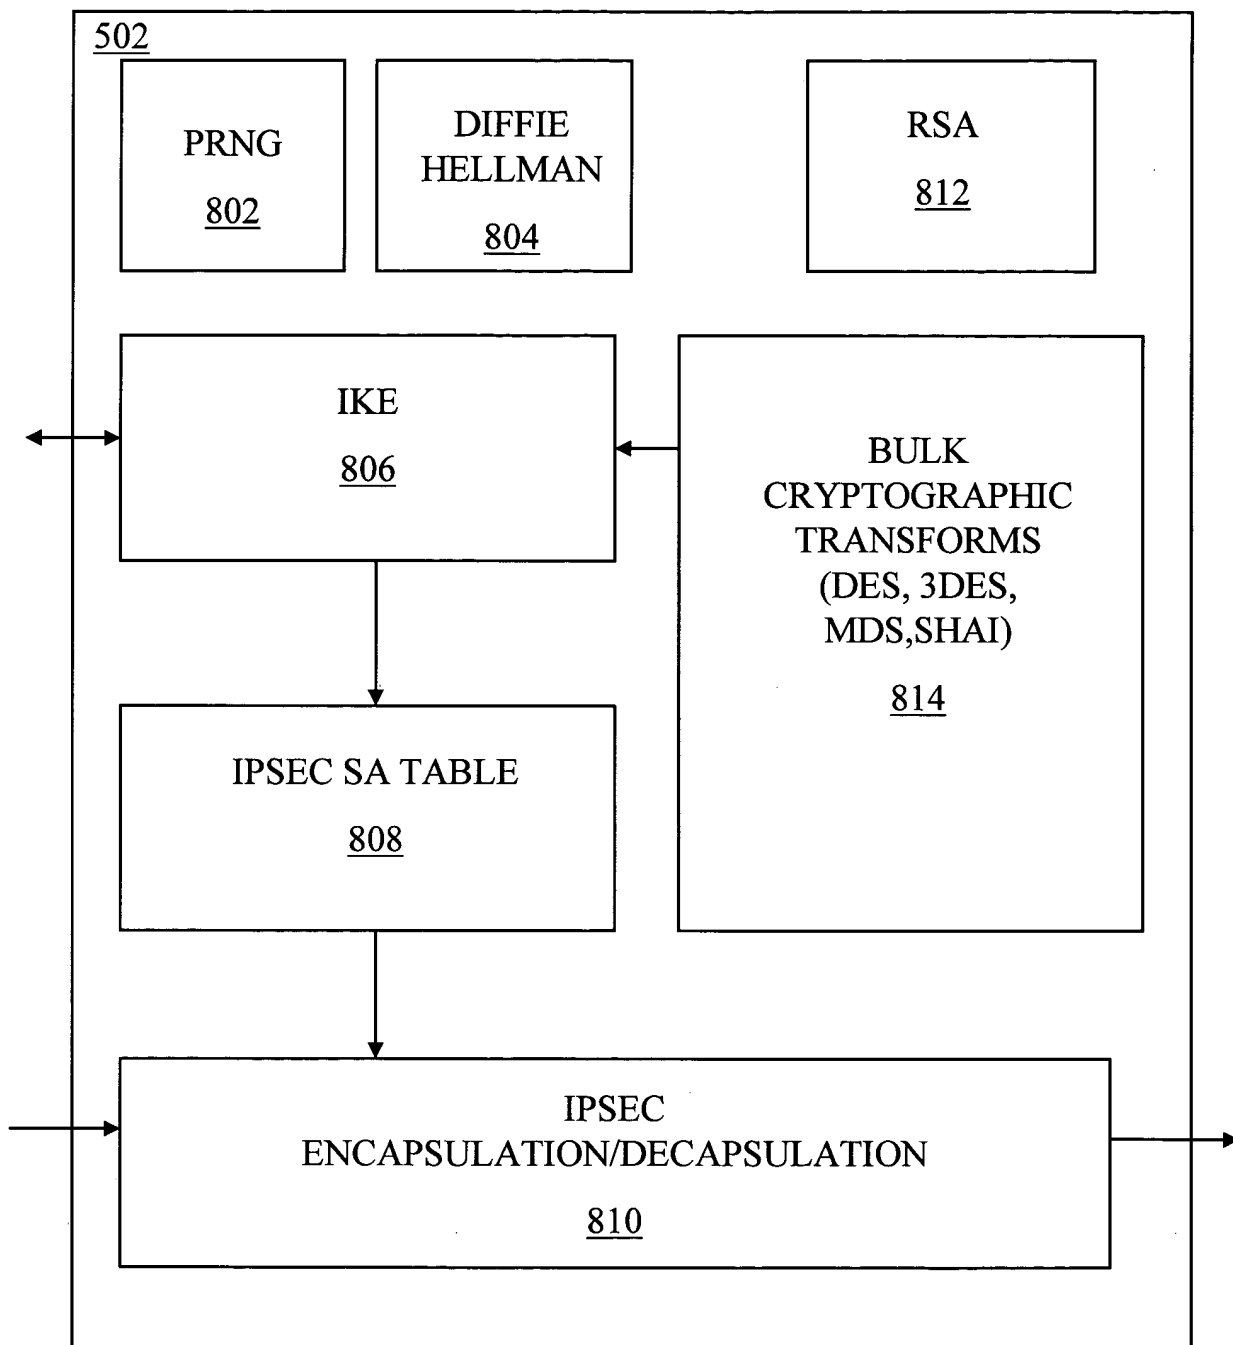 502
PRNG
802
DIFFIE
HELLMAN
804
RSA
812
IKE
806
BULK
CRYPTOGRAPHIC
TRANSFORMS
(DES, 3DES,
MDS,SHAI)
814
IPSEC SA TABLE
808
IPSEC
ENCAPSULATION/DECAPSULATION
810